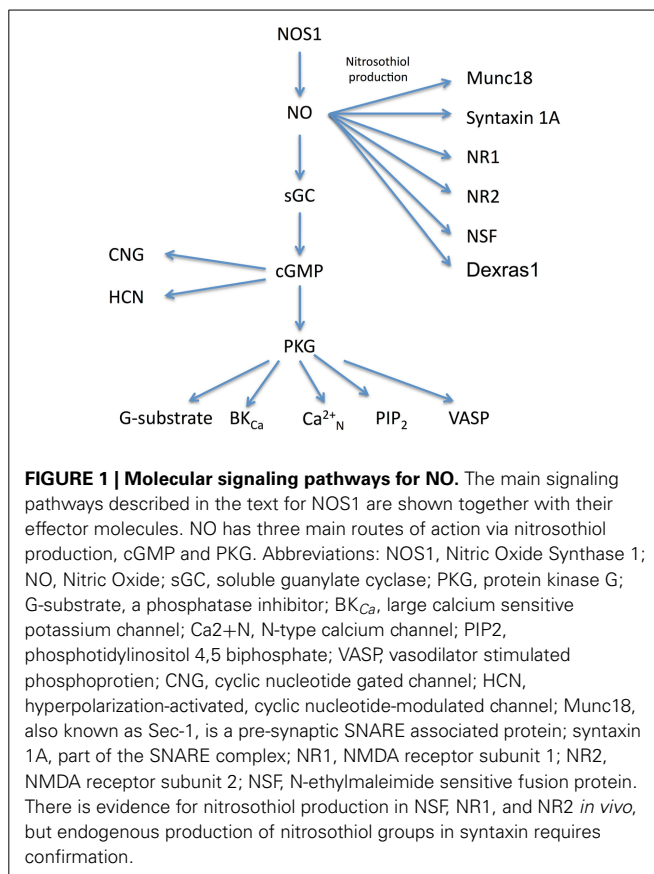 NOS1
Nitrosothiol
production
Munc18
NO
Syntaxin 1A
NR1
sGC
NR2
NSF
CNG
cGMP
Dexras1
HCN
PKG
G-substrate BKCa Ca2+N PIP2 VASP
FIGURE 1 | Molecular signaling pathways for NO. The main signaling
pathways described in the text for NOS1 are shown together with their
effector molecules. NO has three main routes of action via nitrosothiol
production, cGMP and PKG. Abbreviations: NOS1, Nitric Oxide Synthase 1;
NO, Nitric Oxide; sGC, soluble guanylate cyclase; PKG, protein kinase G;
G-substrate, a phosphatase inhibitor; BKCa, large calcium sensitive
potassium channel; Ca2+N, N-type calcium channel; PIP2,
phosphotidylinositol 4,5 biphosphate; VASP, vasodilator stimulated
phosphoprotien; CNG, cyclic nucleotide gated channel; HCN,
hyperpolarization-activated, cyclic nucleotide-modulated channel; Munc18,
also known as Sec-1, is a pre-synaptic SNARE associated protein; syntaxin
1A, part of the SNARE complex; NR1, NMDA receptor subunit 1; NR2,
NMDA receptor subunit 2; NSF, N-ethylmaleimide sensitive fusion protein.
There is evidence for nitrosothiol production in NSF, NR1, and NR2 in vivo,
but endogenous production of nitrosothiol groups in syntaxin requires
confirmation.